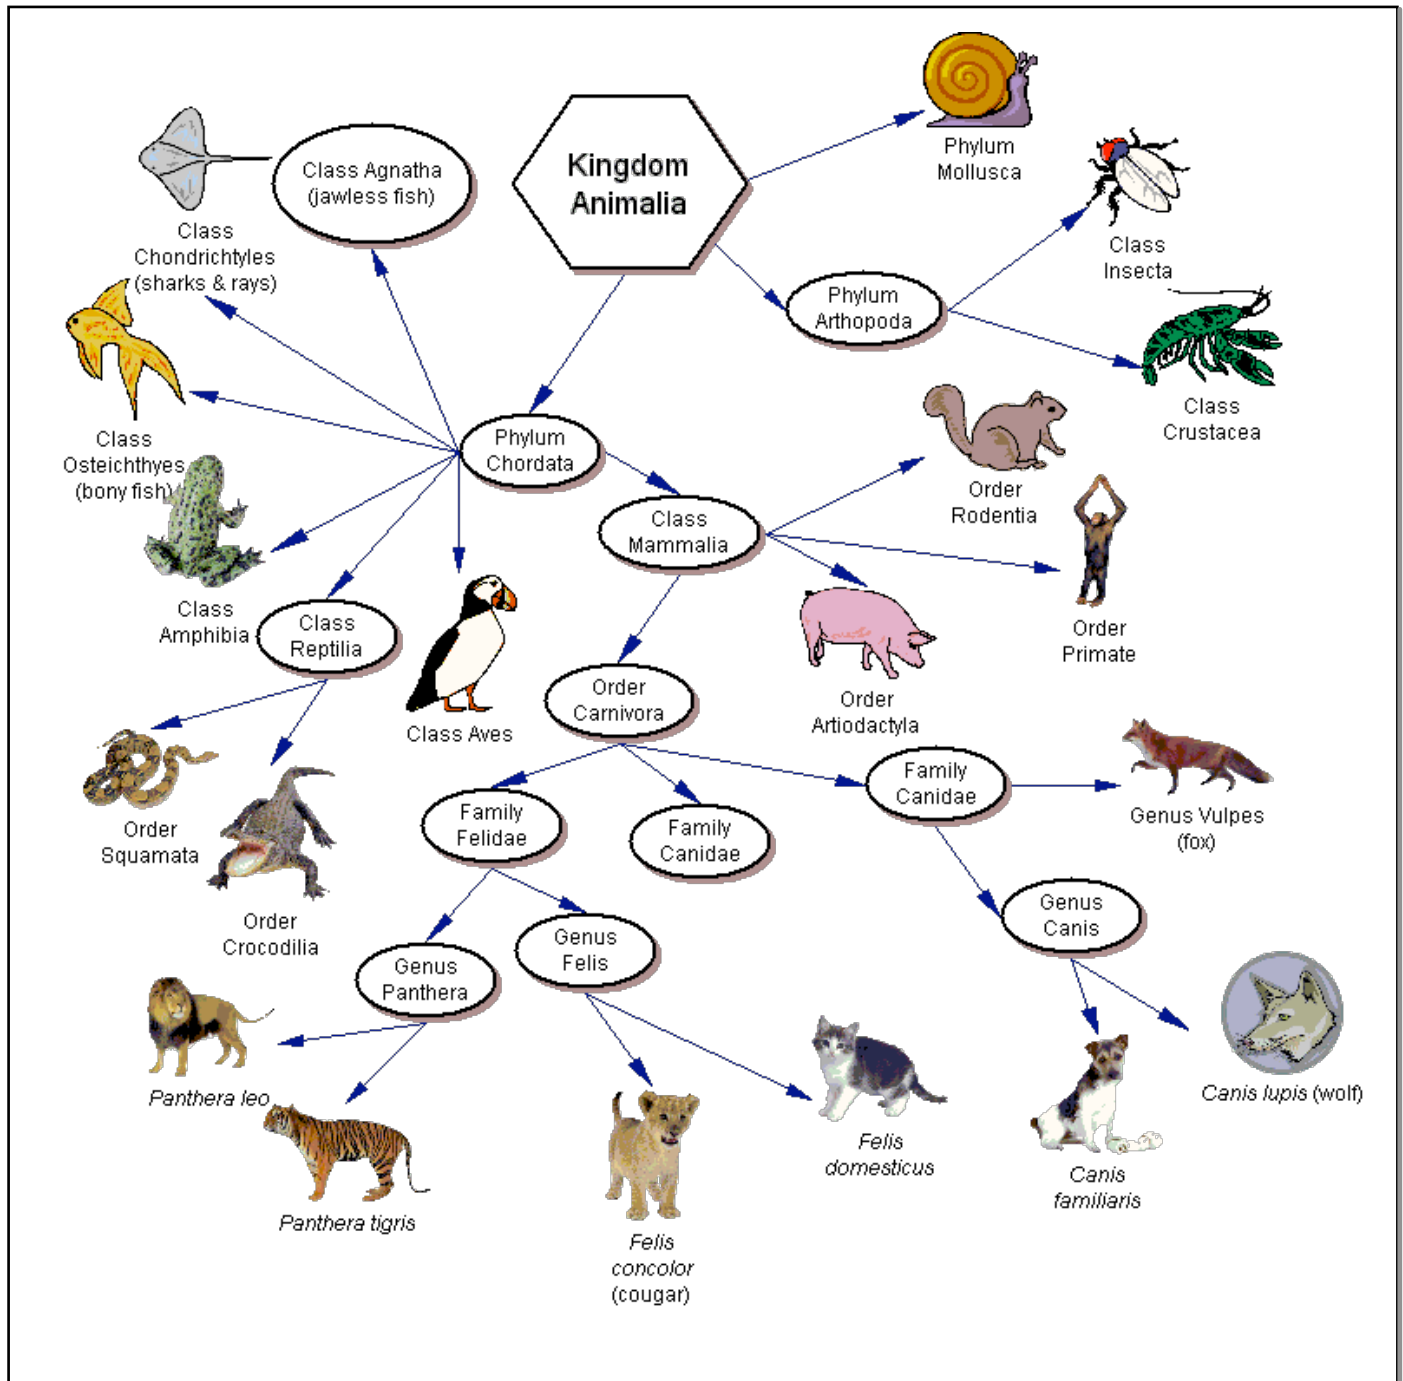 Kingdom
Animalia
Phylum
Mollusca
Class Agnatha
(jawless fish)
Class
Chondrichtyles
(sharks & rays)
Class
Insecta
Phylum
Arthopoda
Class
Crustacea
Class
Osteichthyes
(bony fish)
Phylum
Chordata
Order
Rodentia
Class
Mammalia
Class
Amphibia
Class
Reptilia
Order
Primate
Class Aves
Order
Carnivora
Order
Artiodactyla
Order
Squamata
Family
Felidae
Family
Canidae
Family
Canidae
Genus Vulpes
(fox)
Order
Crocodilia
Genus
Panthera
Genus
Felis
Genus
Canis
Panthera leo
Canis lupis (wolf)
Panthera tigris
Felis
concolor
(cougar)
Felis
domesticus
Canis
familiaris